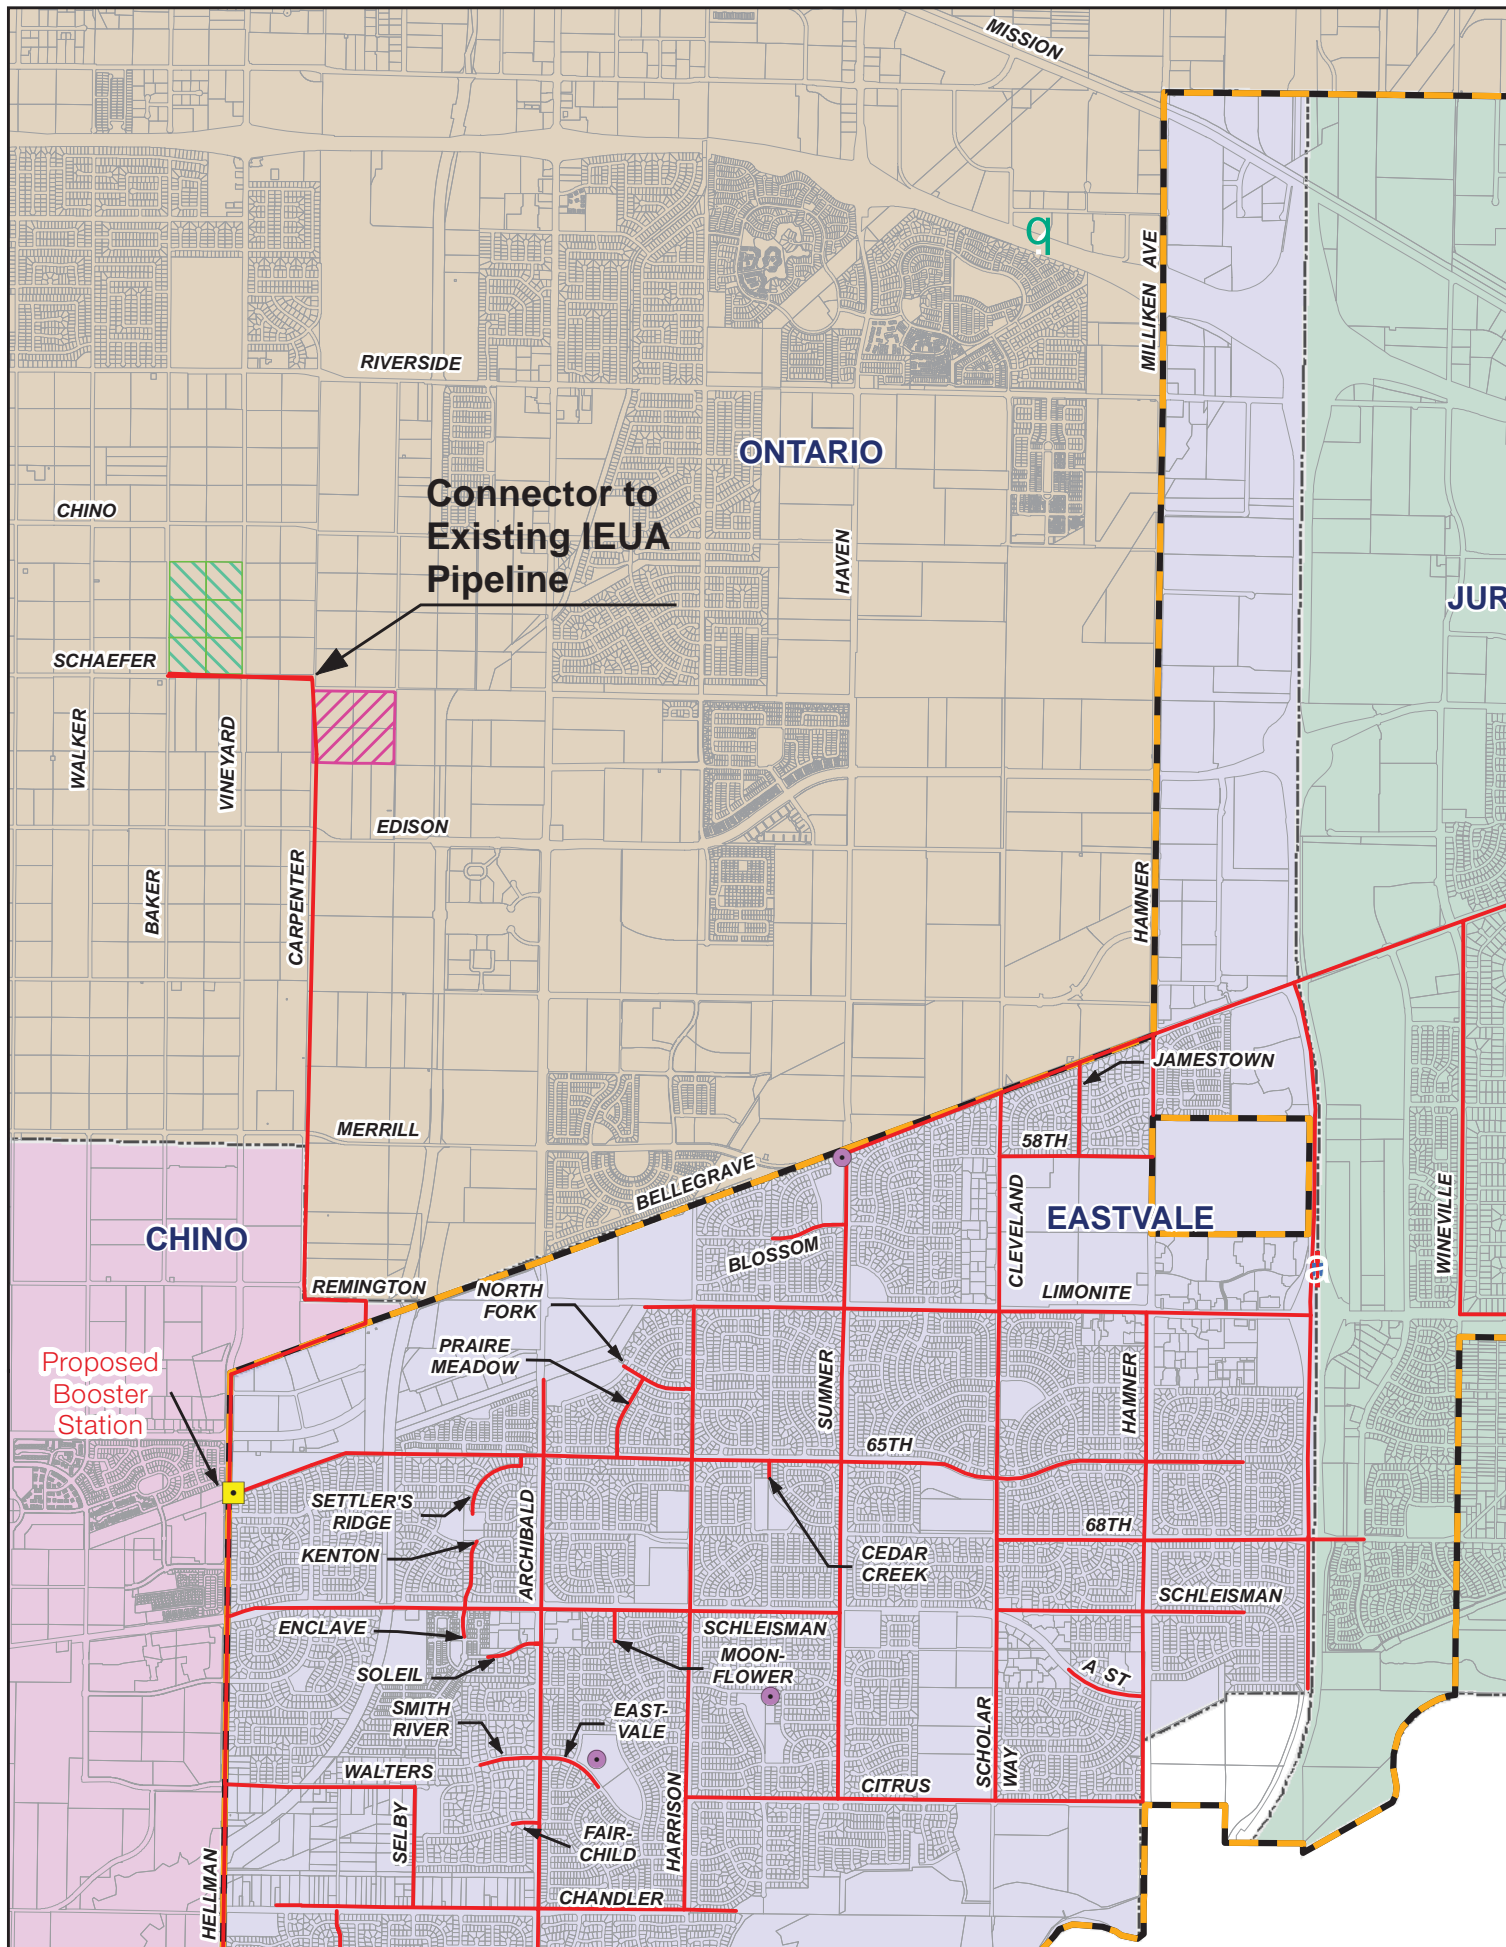 MISSION
q
MILLIKEN AVE
RIVERSIDE
ONTARIO
Connector to
Existing IEUA
Pipeline
CHINO
HAVEN
JUR
SCHAEFER
WALKER
VINEYARD
EDISON
BAKER
CARPENTER
HAMNER
JAMESTOWN
MERRILL
58TH
BELLEGRAVE
CLEVELAND
EASTVALE
WINEVILLE
CHINO
BLOSSOM
a
REMINGTON
NORTH
FORK
LIMONITE
PRAIRE
MEADOW
Proposed
Booster
Station
SUMNER
HAMNER
65TH
SETTLER'S
RIDGE
ARCHIBALD
68TH
KENTON
CEDAR
CREEK
SCHLEISMAN
ENCLAVE
SCHLEISMAN
SOLEIL
MOON-
FLOWER
A ST
SMITH
RIVER
EAST-
VALE
SCHOLAR
WAY
WALTERS
CITRUS
SELBY
HARRISON
FAIR-
CHILD
HELLMAN
CHANDLER